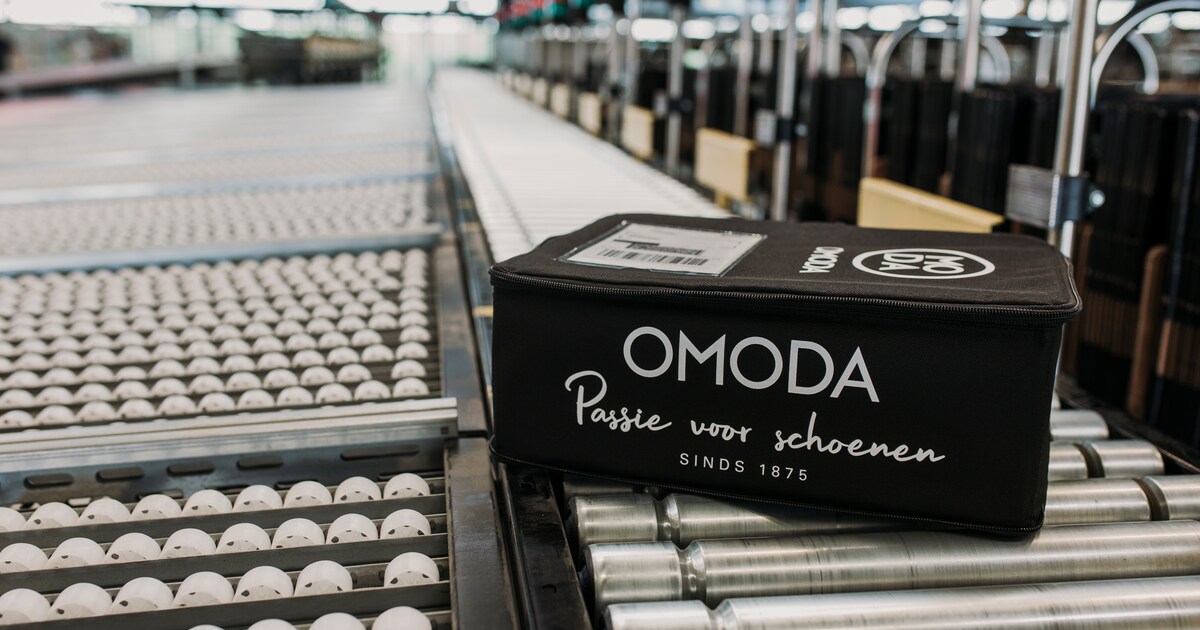 OMODA
MO
DA
OMODA
Passie voor schoenen
SINDS 1875